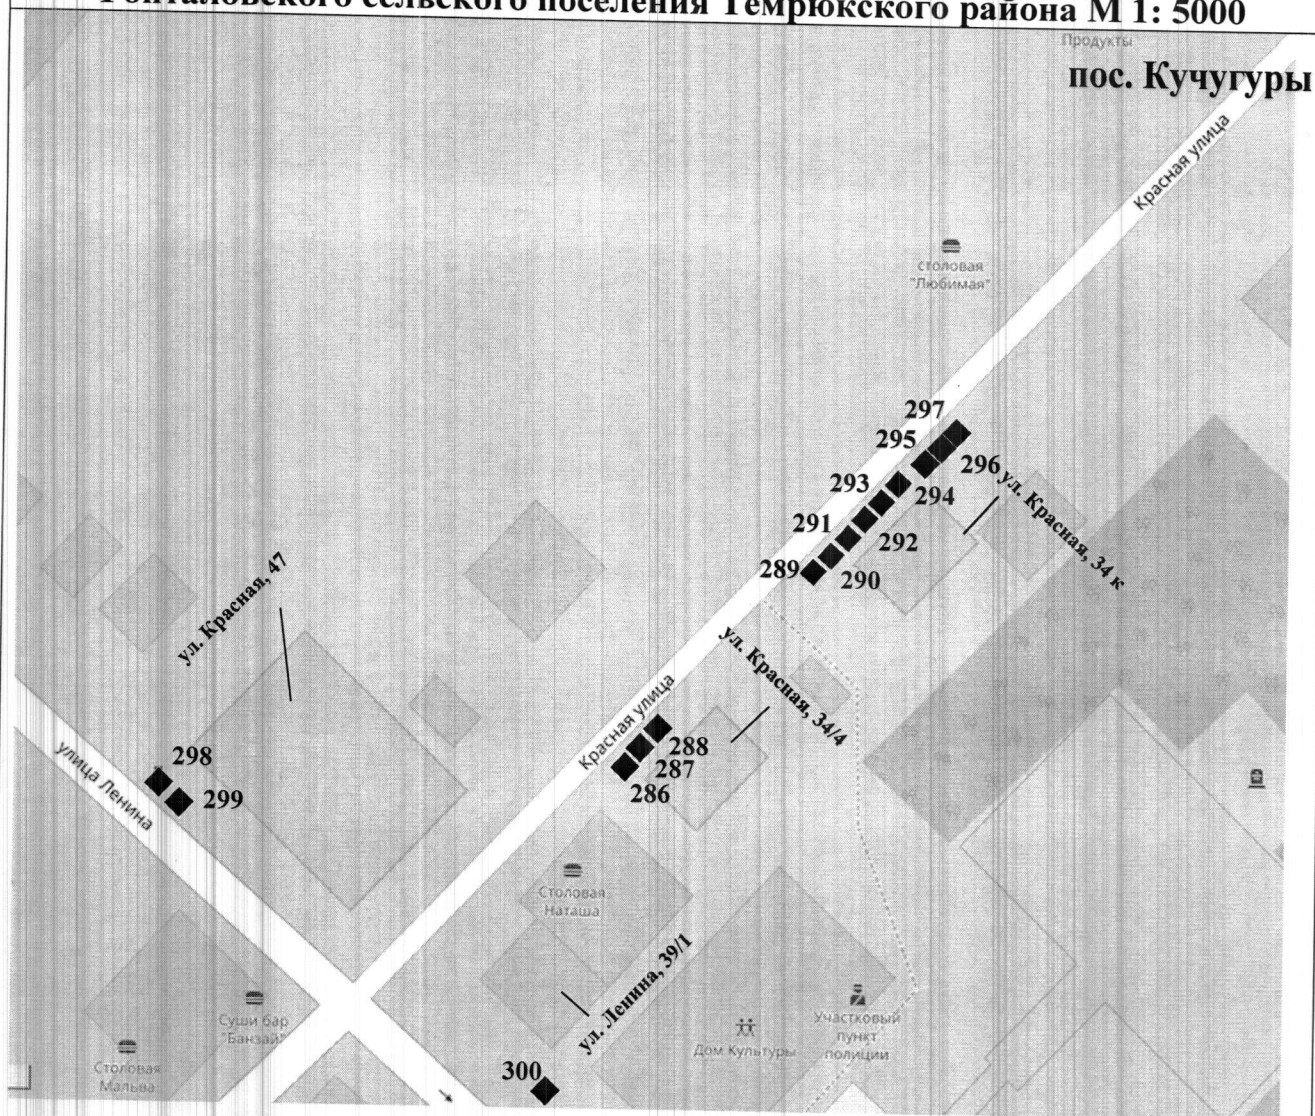 Фонталовского сельского поселения Темрюкского района М 1: 5000
Продукты
пос. Кучугуры
Красная улица
столовая
"Любимая"
297
295
296
293
294
ул. Красная, 34 к
291
292
289
290
ул. Красная, 47
ул. Красная, 34/4
Красная улица
288
287
286
298
299
улица Ленина
Столовая
Наташа
ул. Ленина, 39/1
Суши бар
"Банзай"
Столовая
Мальва
Дом Культуры
Участковый
пункт
полиции
300